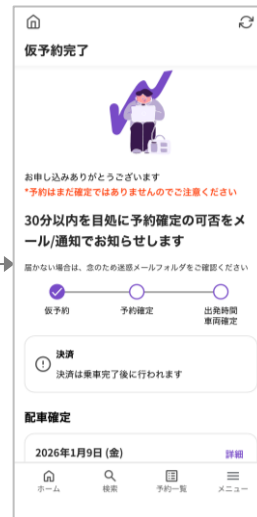 仮予約完了
お申し込みありがとうございます
*予約はまだ確定ではありませんのでご注意ください
30分以内を目処に予約確定の可否をメ
ール/通知でお知らせします
届かない場合は、念のため迷惑メールフォルダをご確認ください
仮予約 予約確定 出発時間
車両確定
決済
決済は乗車完了後に行われます
配車確定
2026年1月9日 (金) 詳細
ホーム 検索 予約一覧 メニュー